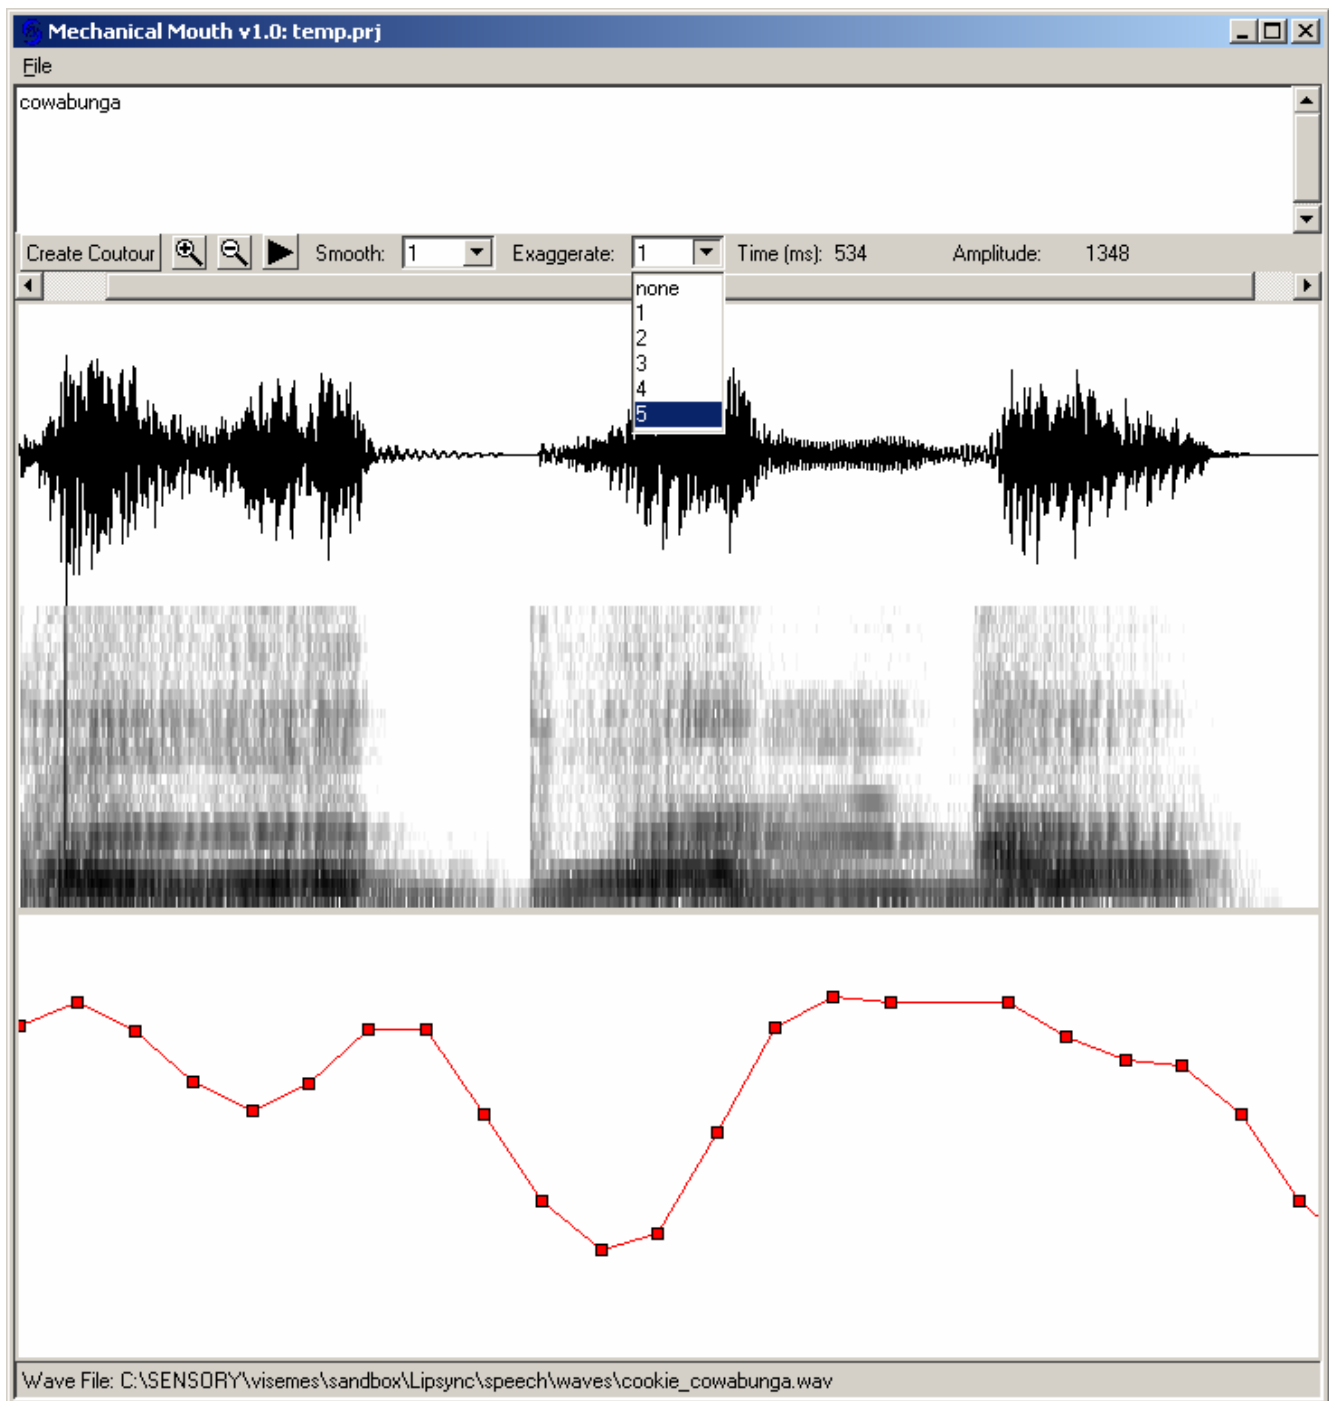 Mechanical Mouth v1.0: temp.prj
File
cowabunga
Create Coutour Smooth: 1 Exaggerate: 1 Time (ms): 534 Amplitude: 1348
none
1
2
3
4
5
Wave File: C:\SENSORY\visemes\sandbox\Lipsync\speech\waves\cookie_cowabunga.wav